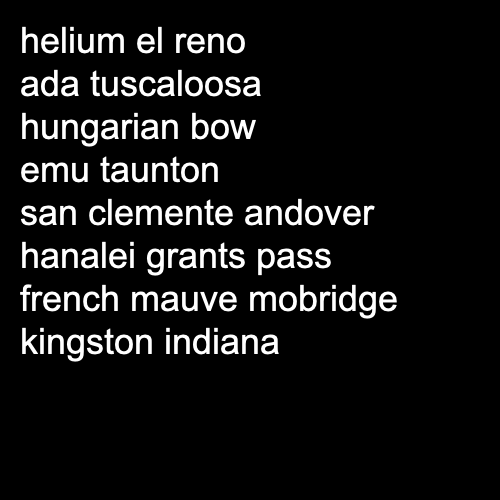 helium el reno
ada tuscaloosa
hungarian bow
emu taunton
san clemente andover
hanalei grants pass
french mauve mobridge
kingston indiana